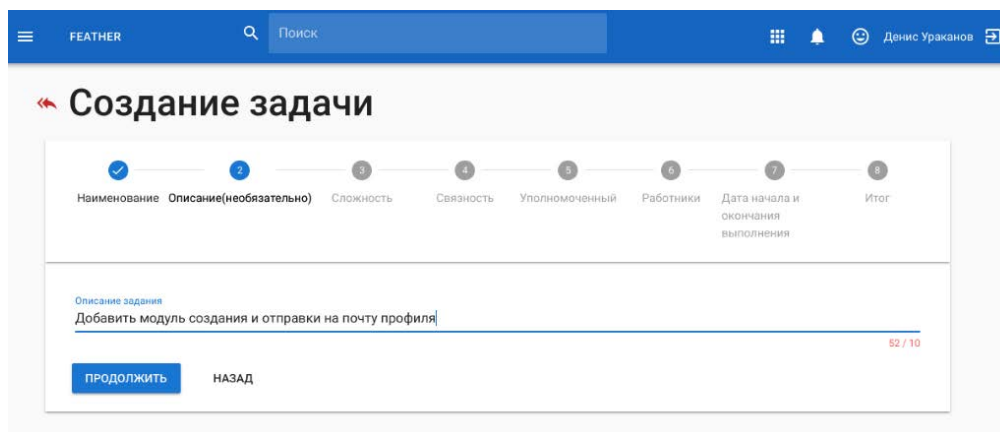 FEATHER
Поиск
Денис Ураканов
Создание задачи
2
3
4
5
6
7
8
Наименование
Описание(необязательно)
Сложность
Связность
Уполномоченный
Работники
Дата начала и
окончания
выполнения
Итог
Описание задания
Добавить модуль создания и отправки на почту профиля
52 / 10
ПРОДОЛЖИТЬ
НАЗАД